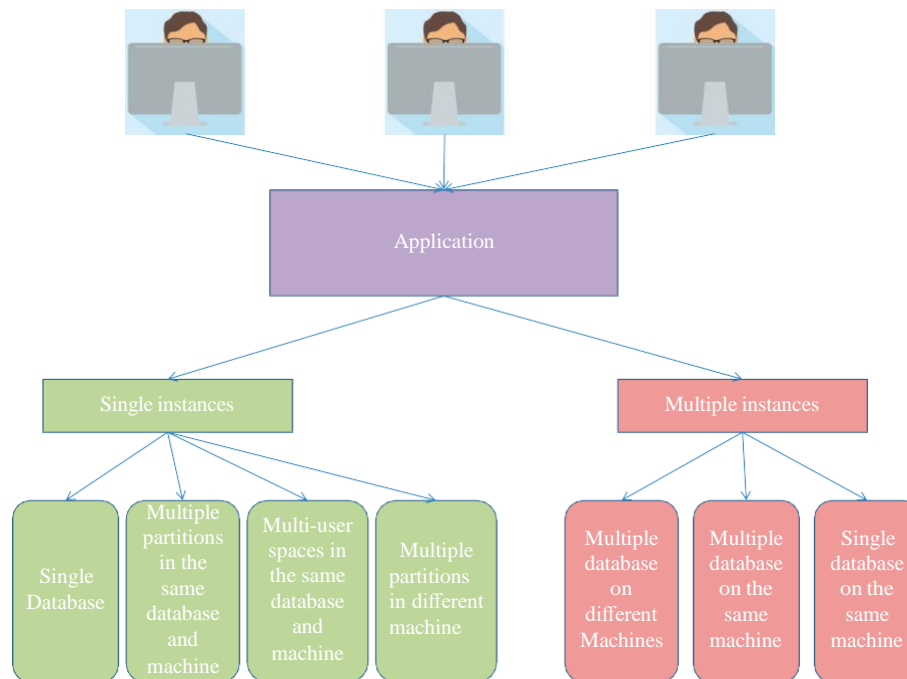 Application
Single instances
Multiple instances
Single
Database
Multiple
partitions
in the
same
database
and
machine
Multi-user
spaces in
the same
database
and
machine
Multiple
partitions
in different
machine
Multiple
database
on
different
Machines
Multiple
database
on the
same
machine
Single
database
on the
same
machine